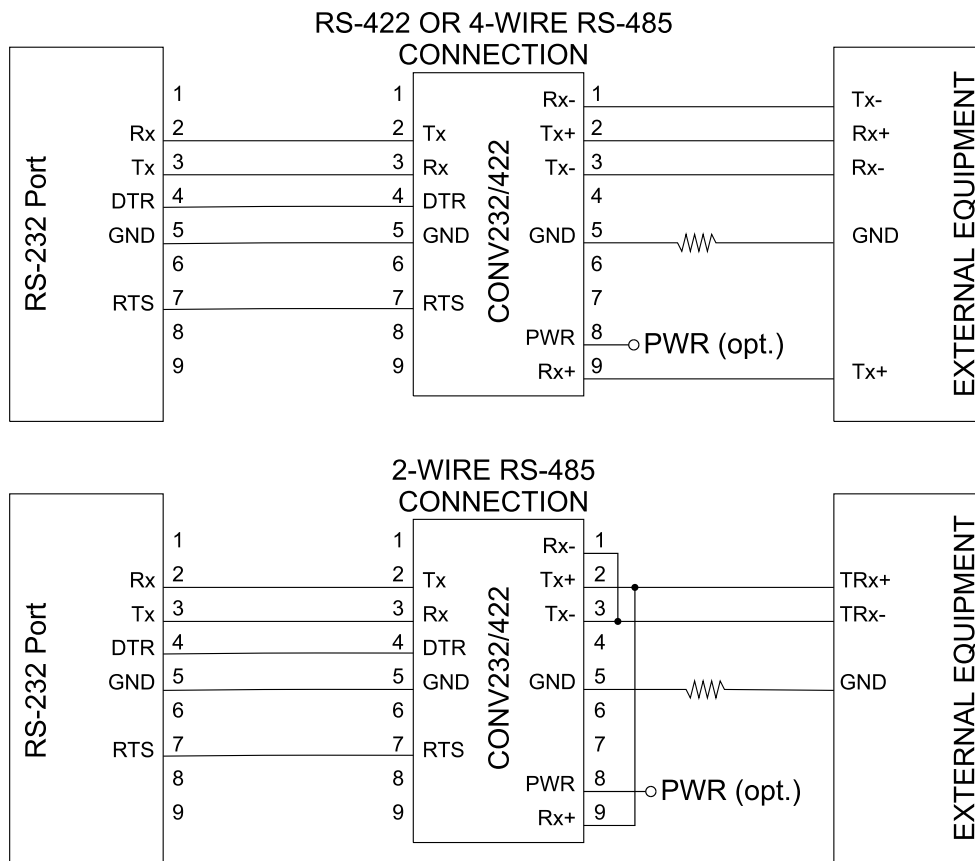 RS-422 OR 4-WIRE RS-485
CONNECTION
RS-232 Port
1
Rx 2
Tx 3
DTR 4
GND 5
6
RTS 7
8
9
1
2 Tx
3 Rx
4 DTR
5 GND
6
7 RTS
8
9
CONV232/422
Rx- 1
Tx+ 2
Tx- 3
4
GND 5
6
7
PWR 8
Rx+ 9
PWR (opt.)
Tx-
Rx+
Rx-
GND
Tx+
EXTERNAL EQUIPMENT
2-WIRE RS-485
CONNECTION
RS-232 Port
1
Rx 2
Tx 3
DTR 4
GND 5
6
RTS 7
8
9
1
2 Tx
3 Rx
4 DTR
5 GND
6
7 RTS
8
9
CONV232/422
Rx- 1
Tx+ 2
Tx- 3
4
GND 5
6
7
PWR 8
Rx+ 9
PWR (opt.)
TRx+
TRx-
GND
EXTERNAL EQUIPMENT